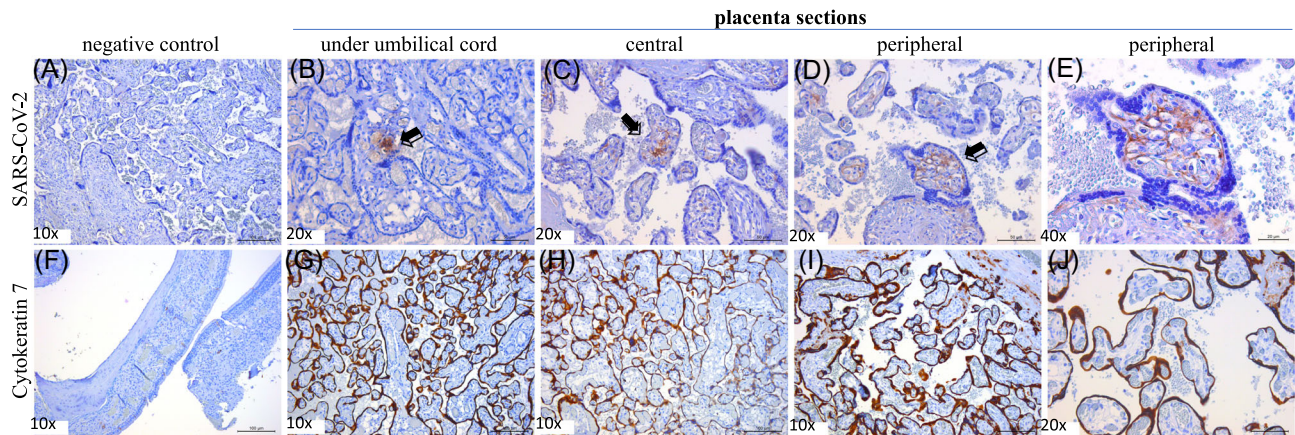 placenta sections
negative control under umbilical cord central peripheral peripheral
SARS-CoV-2
(A) (B) (C) (D) (E)
10x 20x 20x 20x 40x
Cytokeratin 7
(F) (G) (H) (I) (J)
10x 10x 10x 10x 20x